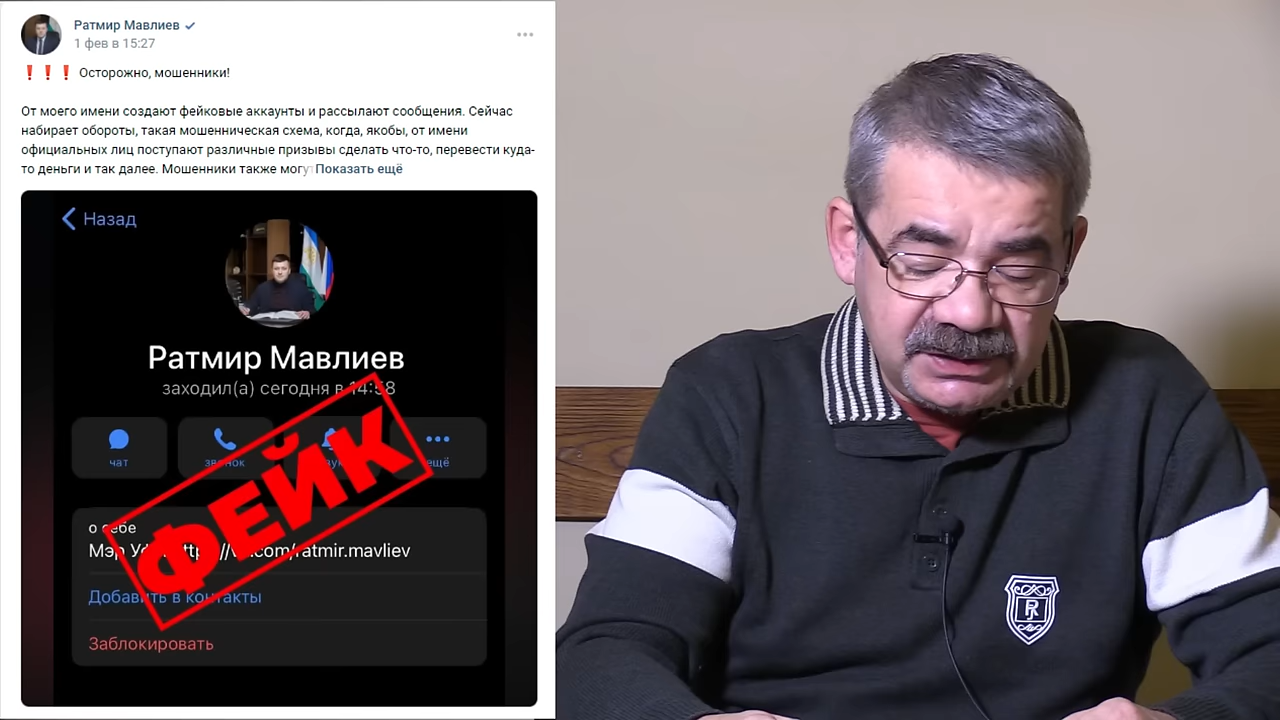 Ратмир Мавлиев
1 фев в 15:27
❗❗❗ Осторожно, мошенники!
От моего имени создают фейковые аккаунты и рассылают сообщения. Сейчас
набирает обороты, такая мошенническая схема, когда, якобы, от имени
официальных лиц поступают различные призывы сделать что-то, перевести куда-
то деньги и так далее. Мошенники также могу Показать ещё
Назад
Ратмир Мавлиев
заходил(а) сегодня в 14:58
чат
звонок
ещё
ФЕЙК
о себе
Мэр /ratmir.mavliev
Добавить в контакты
Заблокировать